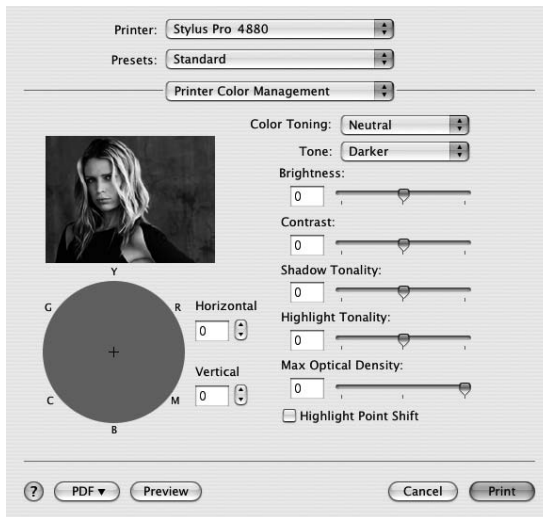 Printer: Stylus Pro 4880
Presets: Standard
Printer Color Management
Color Toning: Neutral
Tone: Darker
Brightness:
0
Contrast:
0
Shadow Tonality:
0
Highlight Tonality:
0
Max Optical Density:
0
Highlight Point Shift
Y
G R
C M
B
Horizontal
0
Vertical
0
? PDF▼ Preview Cancel Print